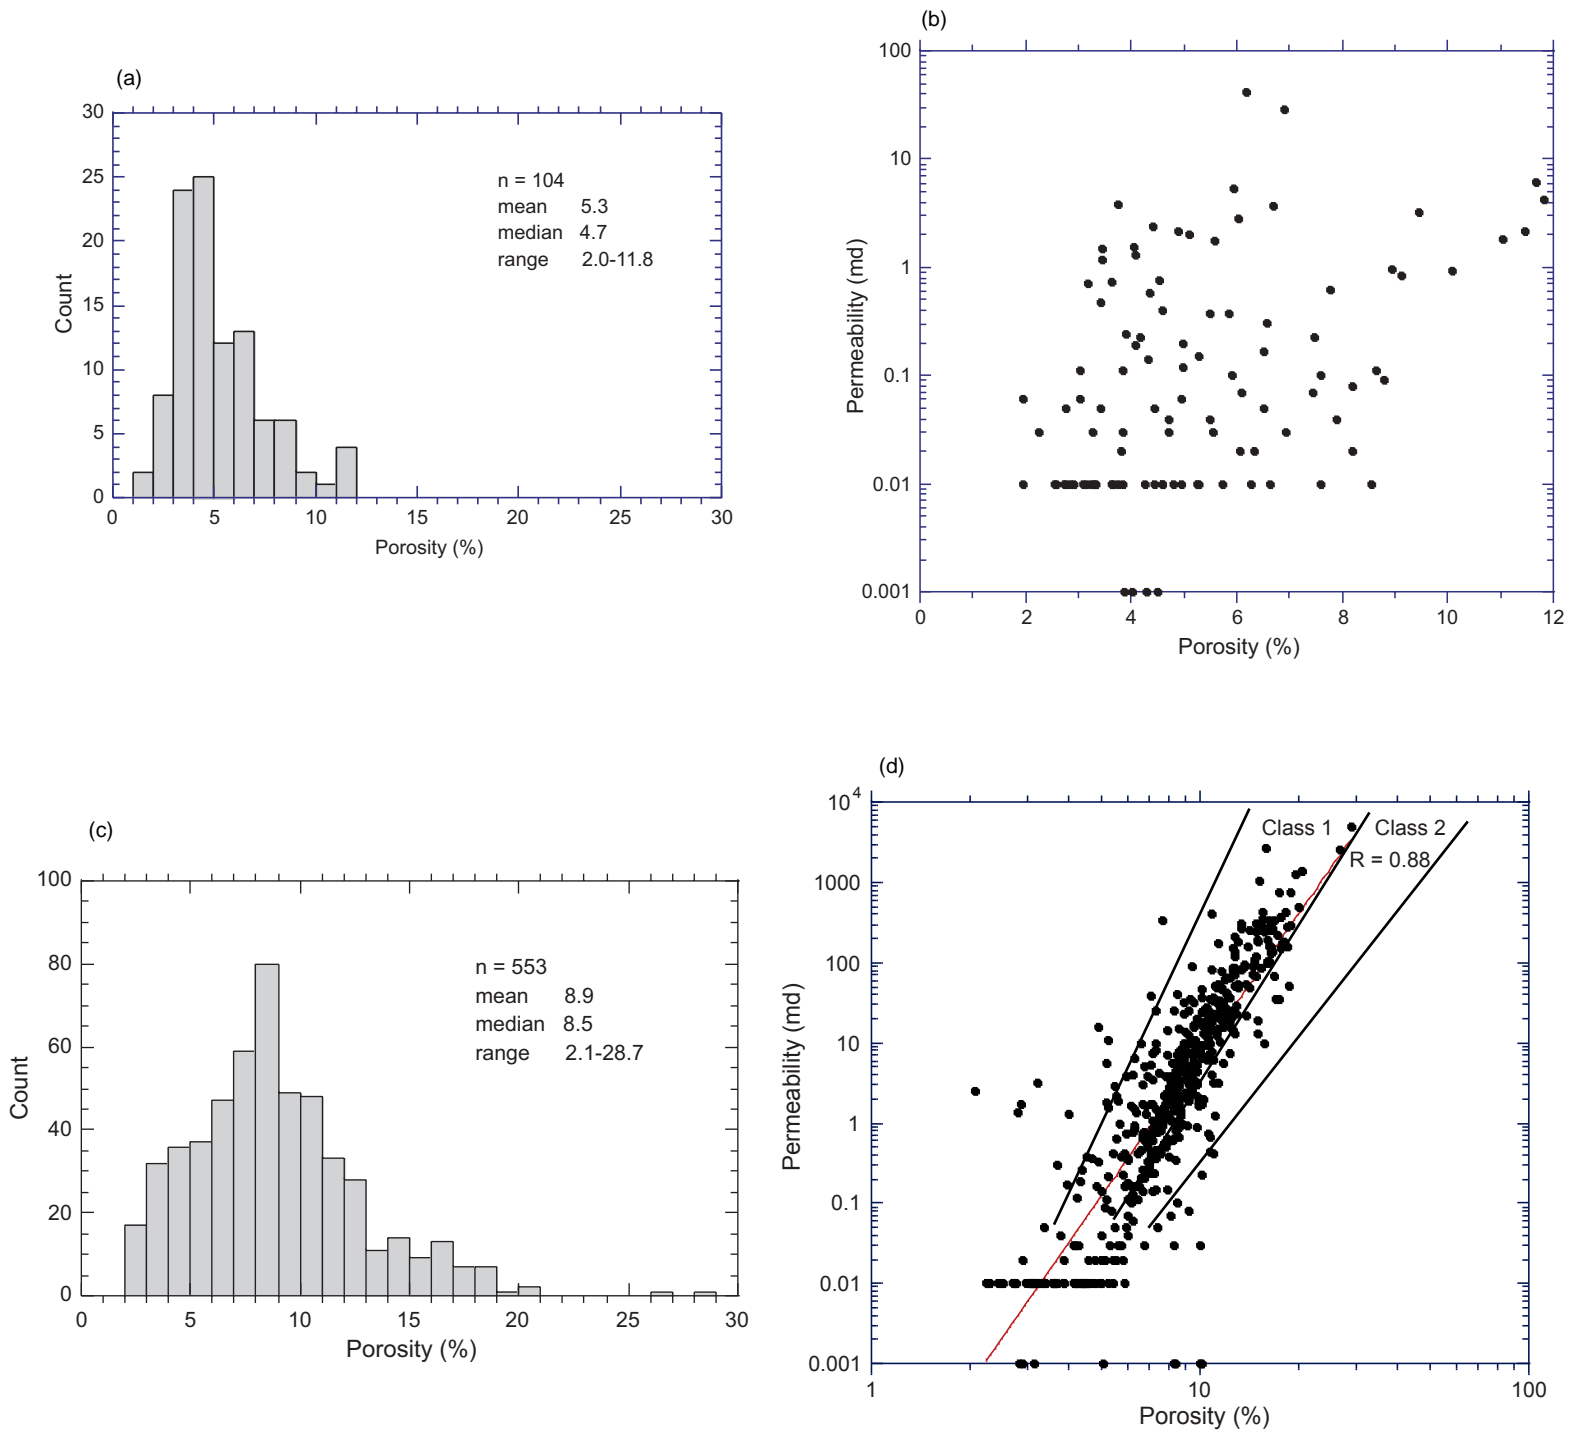 (a)
30
25
20
15
10
5
0
Count
n = 104
mean 5.3
median 4.7
range 2.0-11.8
0 5 10 15 20 25 30
Porosity (%)
(b)
100
10
1
0.1
0.01
0.001
Permeability (md)
0 2 4 6 8 10 12
Porosity (%)
(c)
100
80
60
40
20
0
Count
n = 553
mean 8.9
median 8.5
range 2.1-28.7
0 5 10 15 20 25 30
Porosity (%)
(d)
10⁴
1000
100
10
1
0.1
0.01
0.001
Permeability (md)
Class 1 Class 2
R = 0.88
1 10 100
Porosity (%)